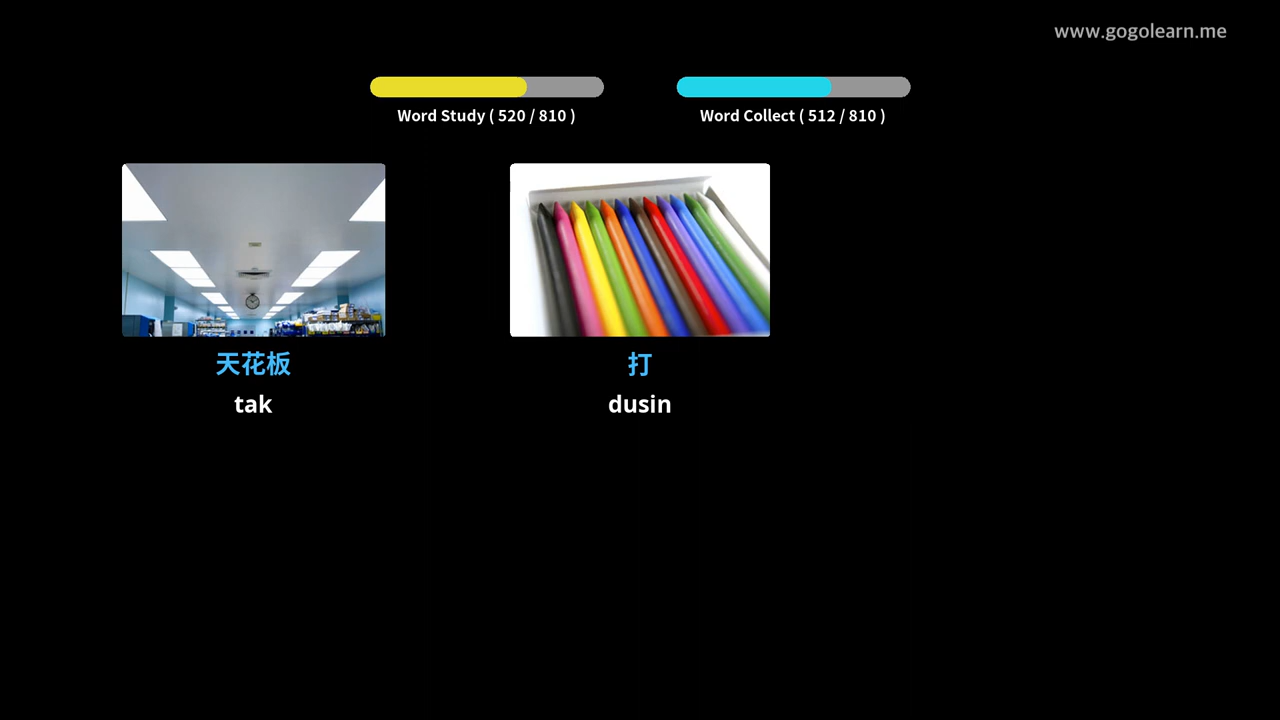 www.gogolearn.me
Word Study ( 520 / 810 )
Word Collect ( 512 / 810 )
天花板
tak
打
dusin